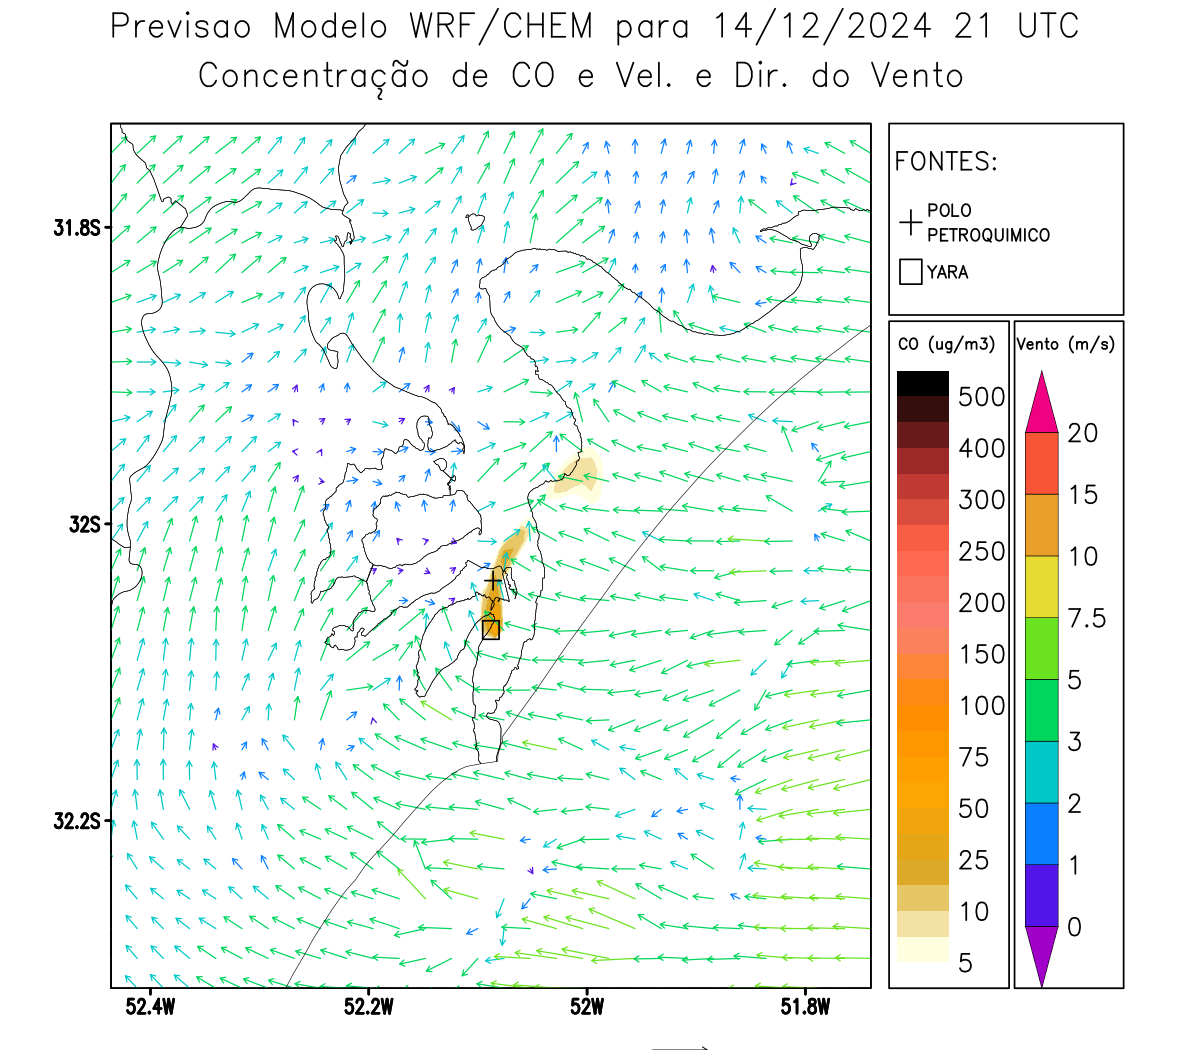 Previsao Modelo WRF/CHEM para 14/12/2024 21 UTC
Concentração de CO e Vel. e Dir. do Vento
FONTES:
POLO
PETROQUIMICO
YARA
CO (ug/m3)
500
400
300
250
200
150
100
75
50
25
10
5
Vento (m/s)
20
15
10
7.5
5
3
2
1
0
31.8S
32S
32.2S
52.4W
52.2W
52W
51.8W